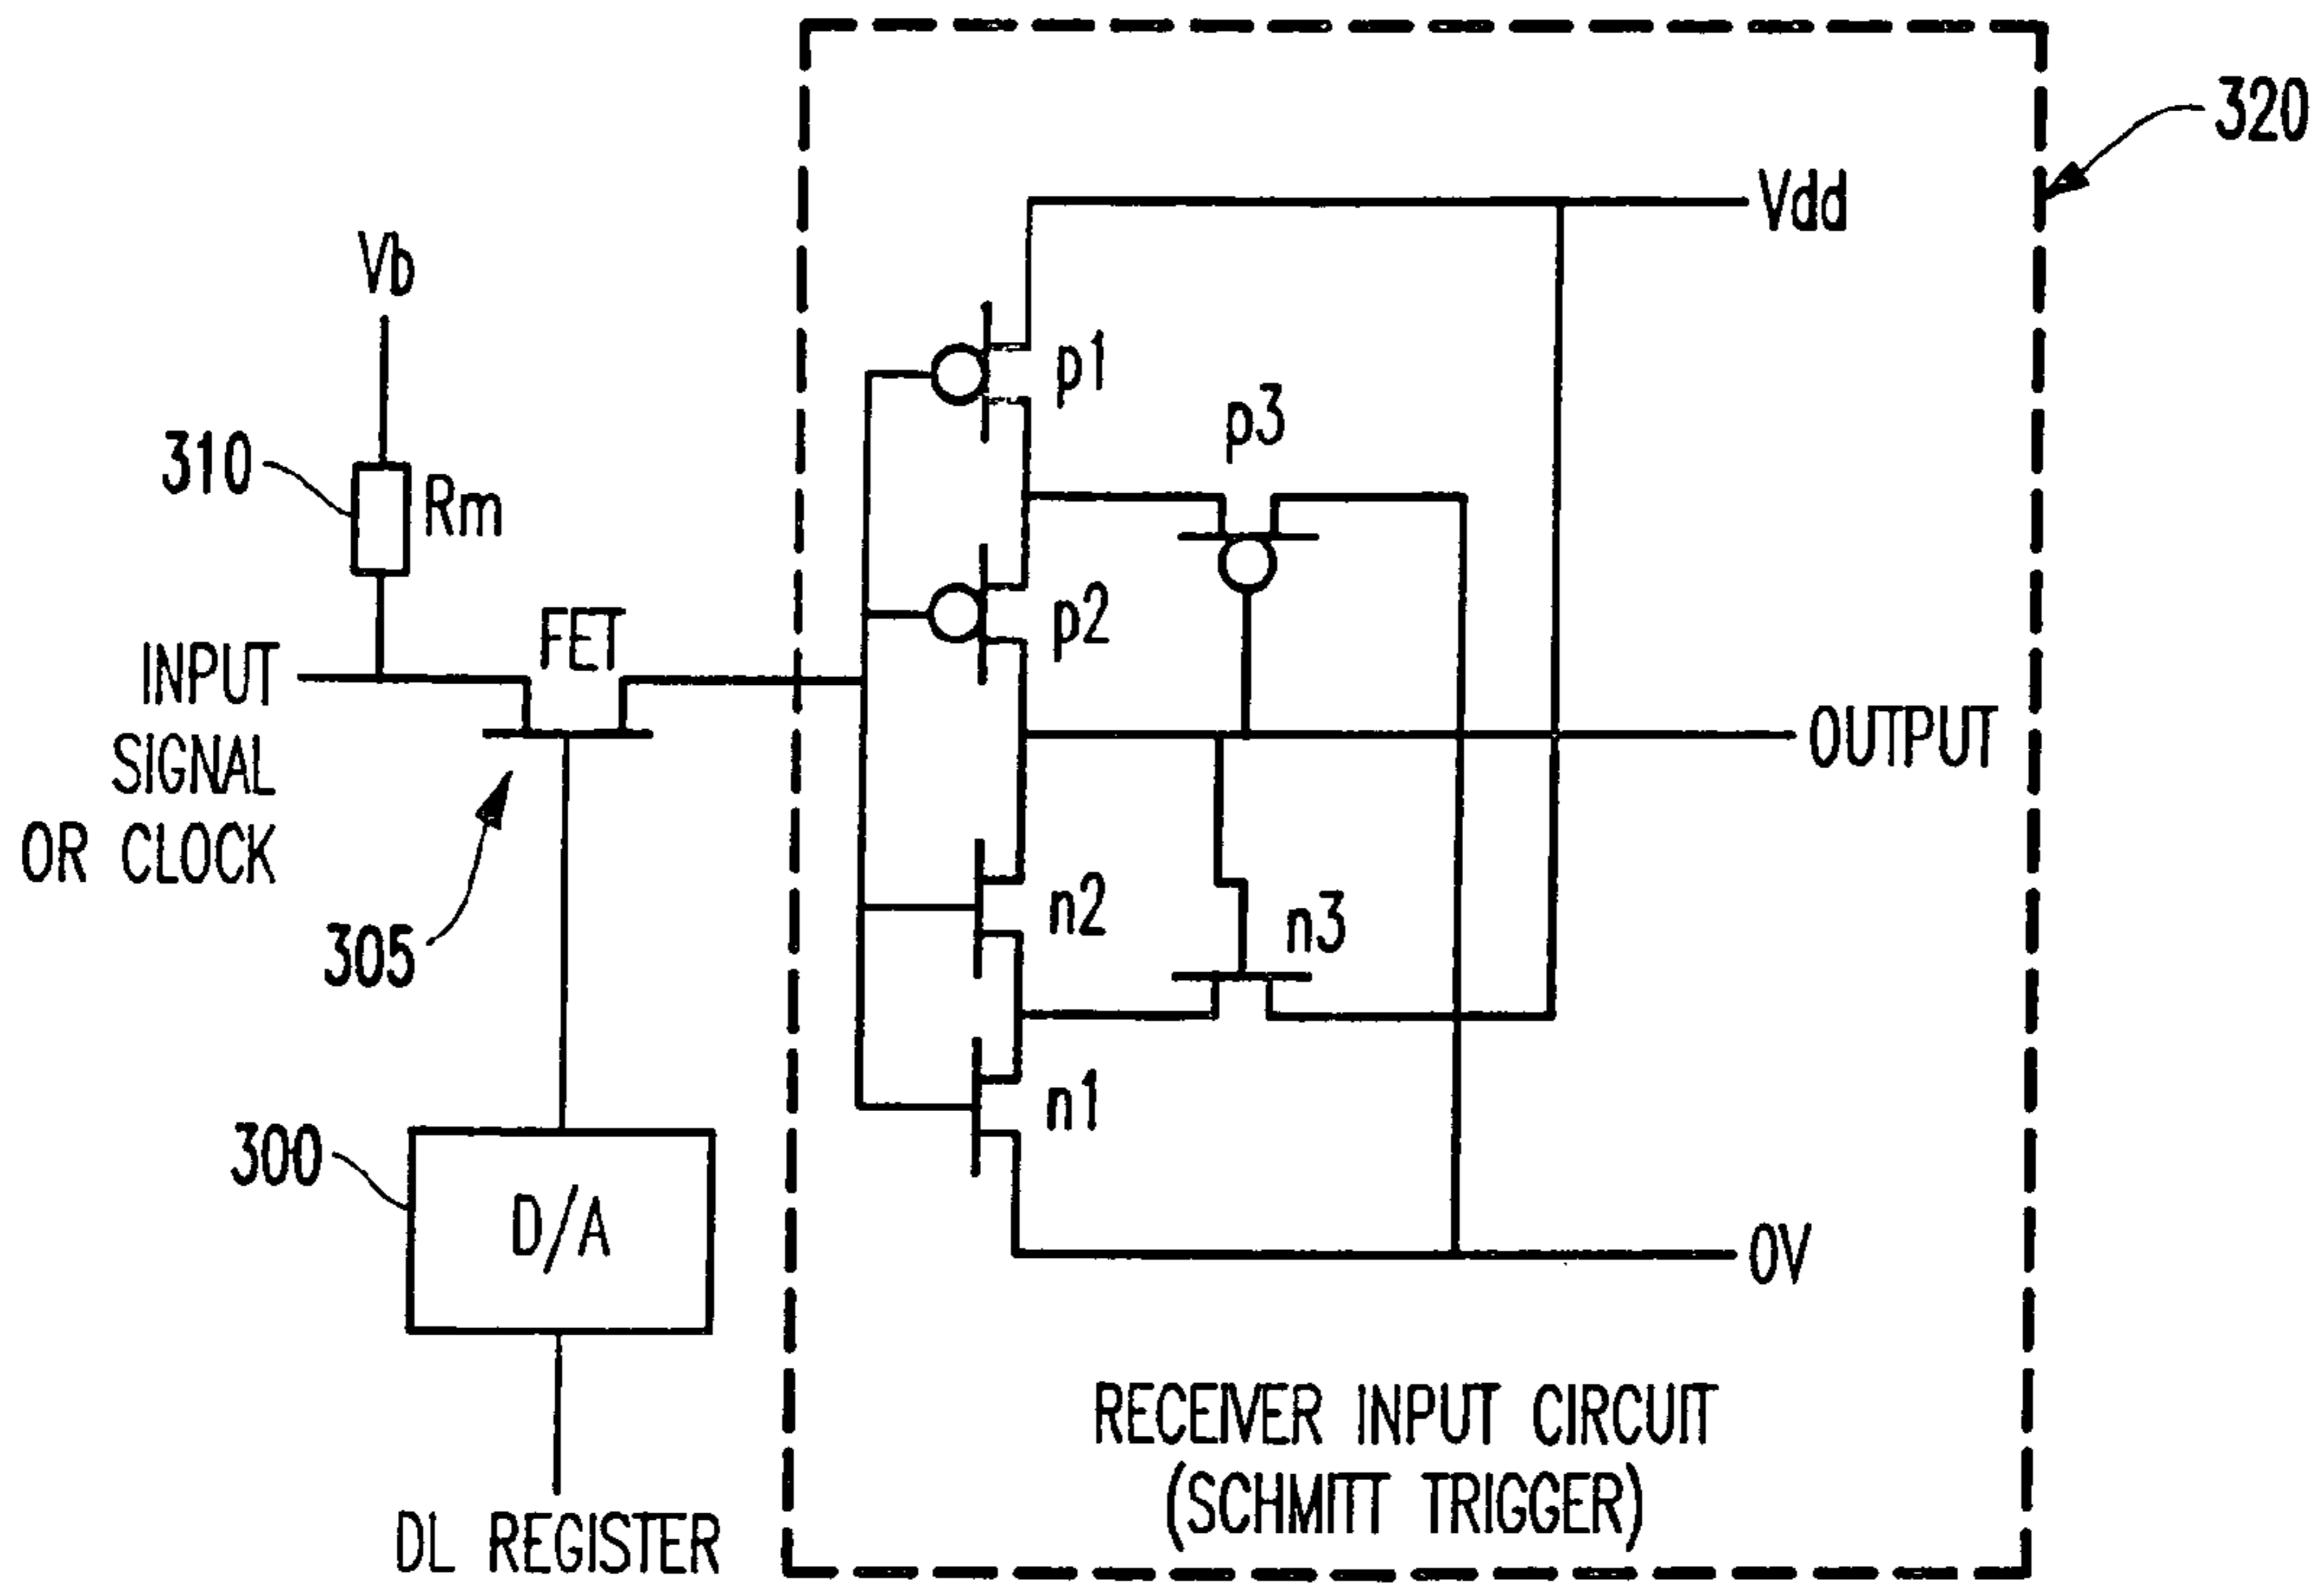 320
Vdd
Vb
p1
p3
310
Rm
p2
FET
INPUT
SIGNAL
OR CLOCK
OUTPUT
305
n2
n3
n1
300
D/A
0V
RECEIVER INPUT CIRCUIT
(SCHMITT TRIGGER)
DL REGISTER